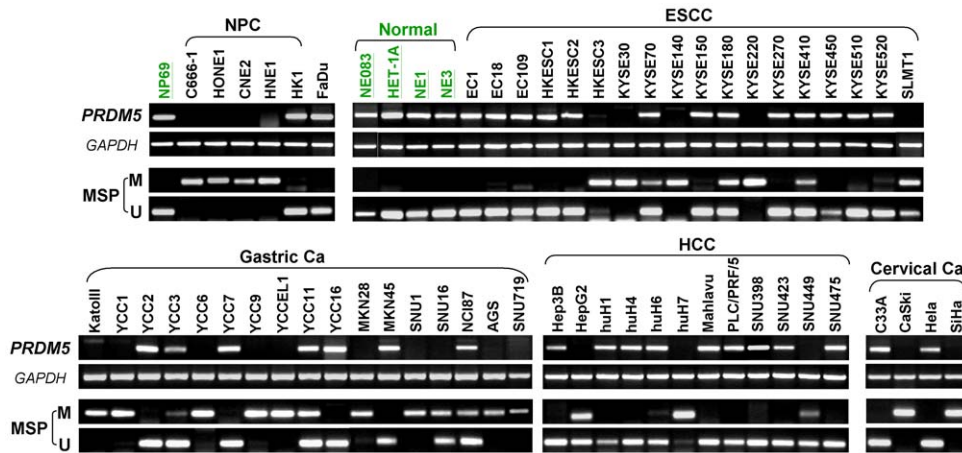 NPC
Normal
ESCC
NP69 C666-1 HONE1 CNE2 HNE1 HK1 FaDu NE083 HET-1A NE1 NE3 EC1 EC18 EC109 HKESC1 HKESC2 HKESC3 KYSE30 KYSE70 KYSE140 KYSE150 KYSE180 KYSE220 KYSE270 KYSE410 KYSE450 KYSE510 KYSE520 SLMT1
PRDM5
GAPDH
MSP M
U
Gastric Ca
HCC
Cervical Ca
KatoIII YCC1 YCC2 YCC3 YCC6 YCC7 YCC9 YCCEL1 YCC11 YCC16 MKN28 MKN45 SNU1 SNU16 NCI87 AGS SNU719 Hep3B HepG2 huH1 huH4 huH6 huH7 Mahlavu PLC/PRF/5 SNU398 SNU423 SNU449 SNU475 C33A CaSki Hela SiHa
PRDM5
GAPDH
MSP M
U